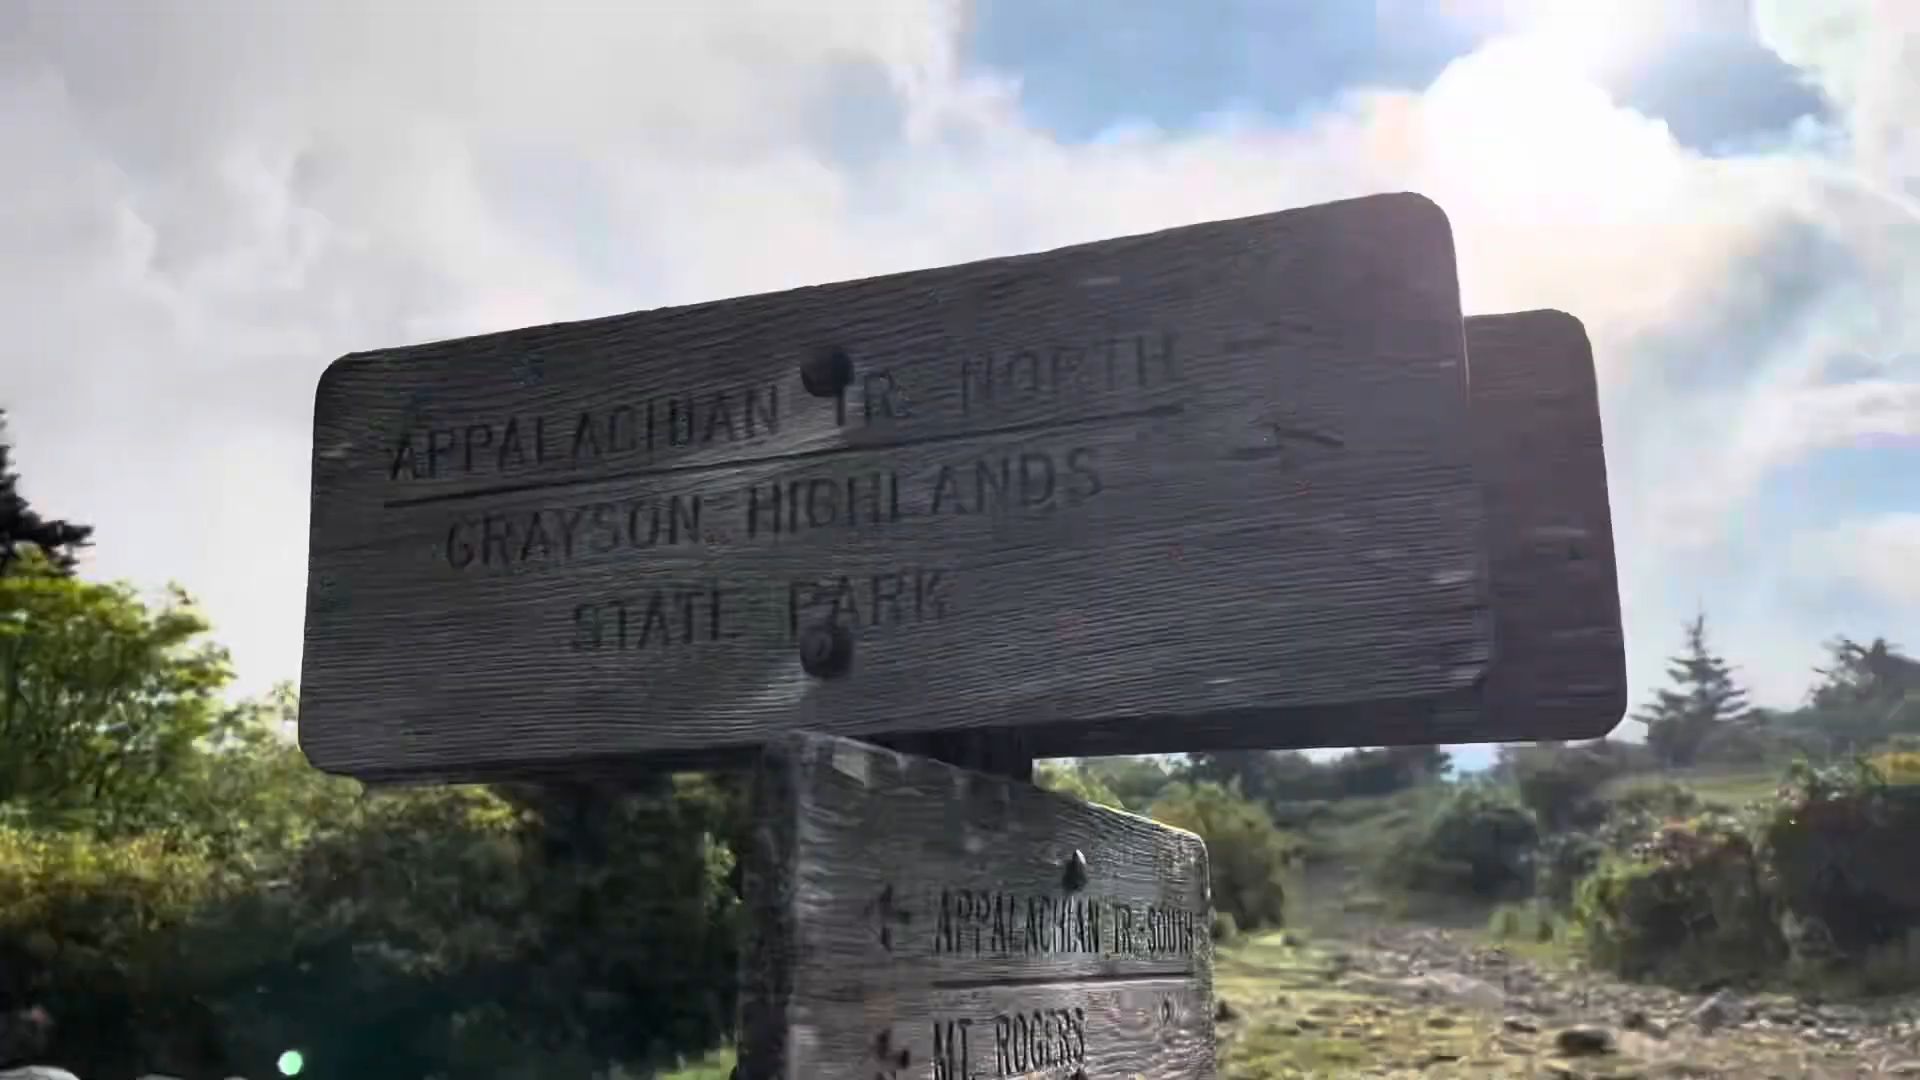 APPALACHIAN TR. NORTH
GRAYSON HIGHLANDS
STATE PARK
APPALACHIAN TR. SOUTH
MT. ROGERS